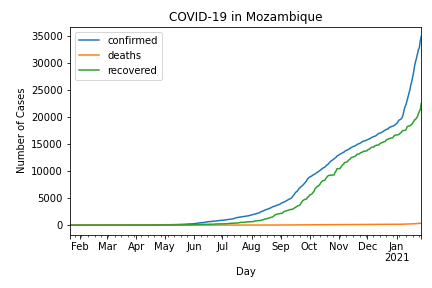 COVID-19 in Mozambique
confirmed
deaths
recovered
35000
30000
25000
20000
15000
10000
5000
0
Number of Cases
Feb Mar Apr May Jun Jul Aug Sep Oct Nov Dec Jan
2021
Day